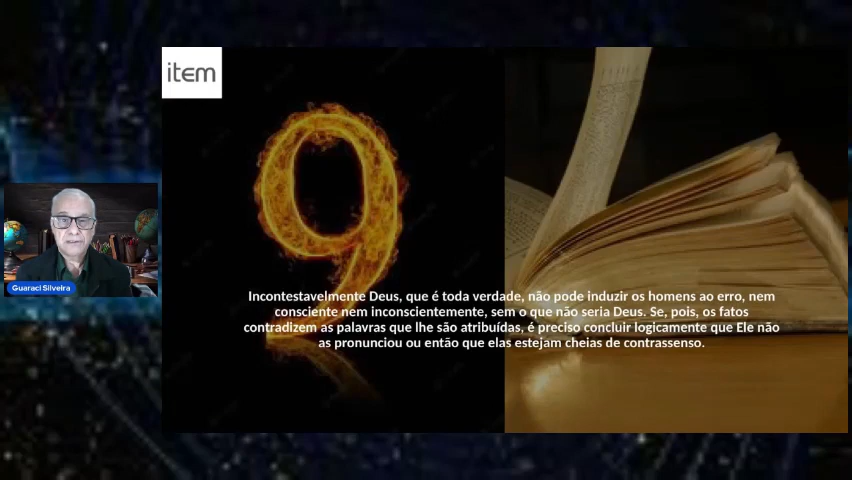 item
9
Incontestavelmente Deus, que é toda verdade, não pode induzir os homens ao erro, nem
consciente nem inconscientemente, sem o que não seria Deus. Se, pois, os fatos
contradizem as palavras que lhe são atribuídas, é preciso concluir logicamente que Ele não
as pronunciou ou então que elas estejam cheias de contrassenso.
Guaraci Silveira